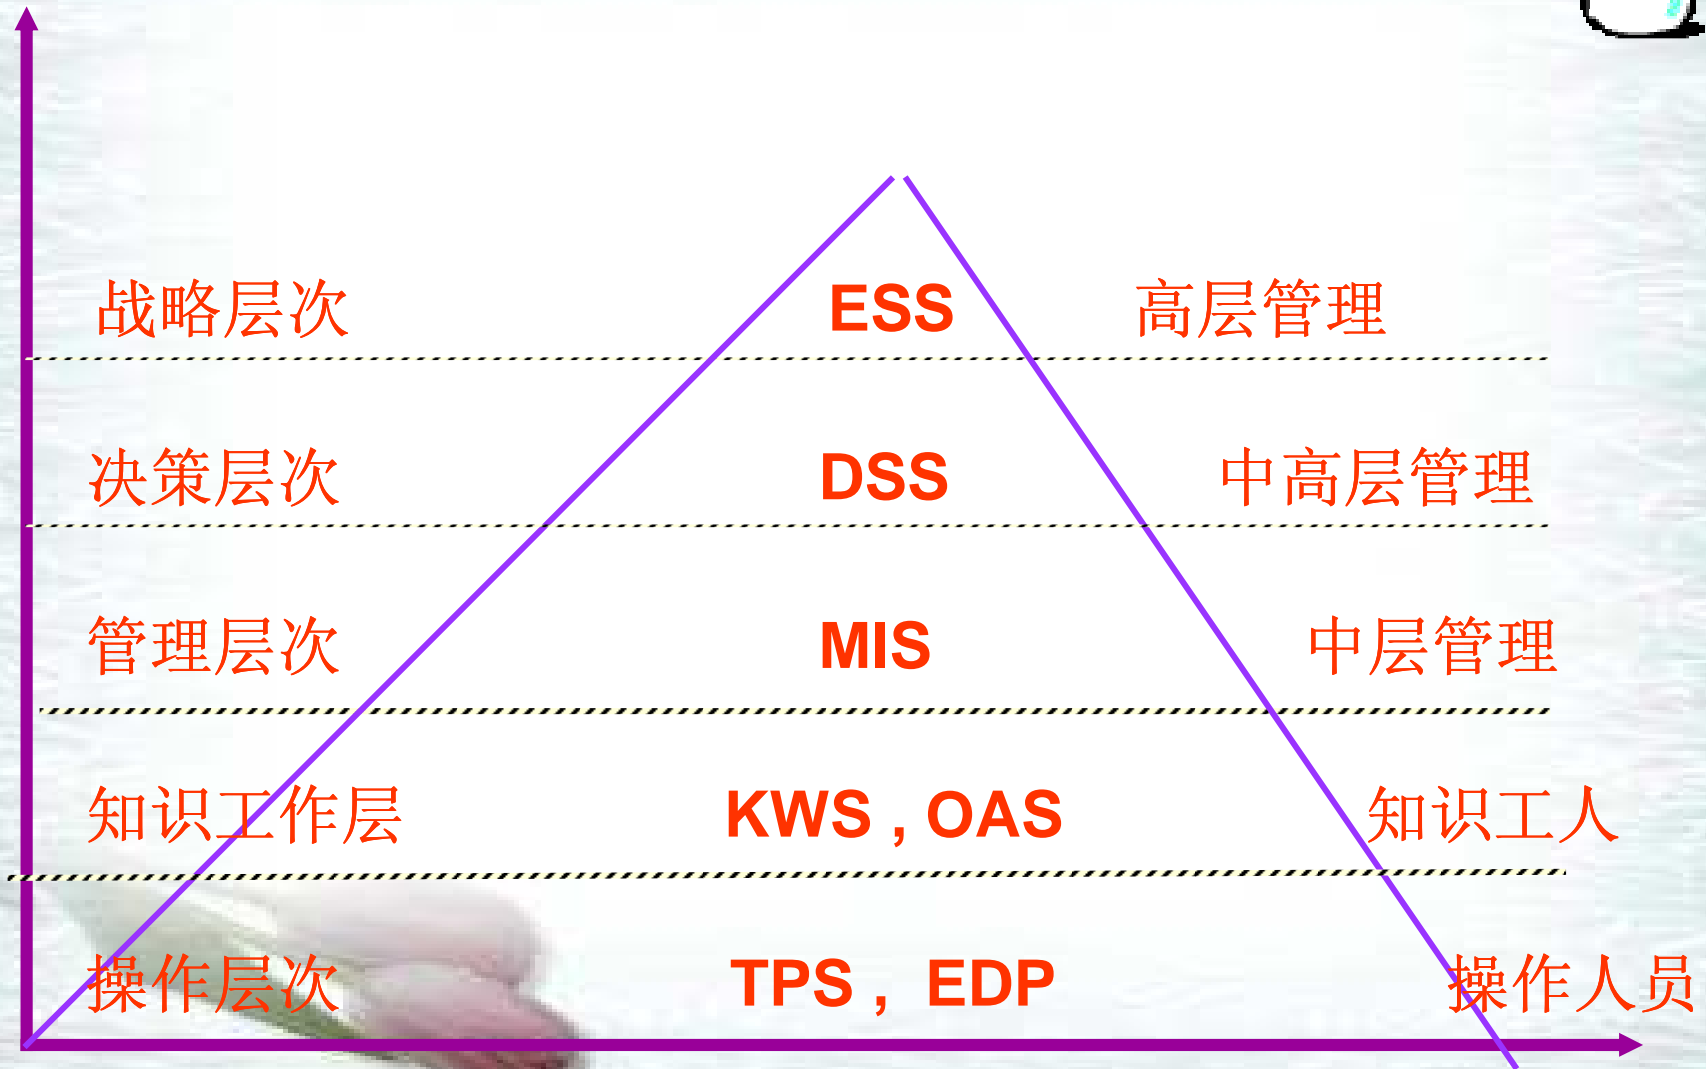 战略层次 ESS 高层管理
决策层次 DSS 中高层管理
管理层次 MIS 中层管理
知识工作层 KWS , OAS 知识工人
操作层次 TPS , EDP 操作人员